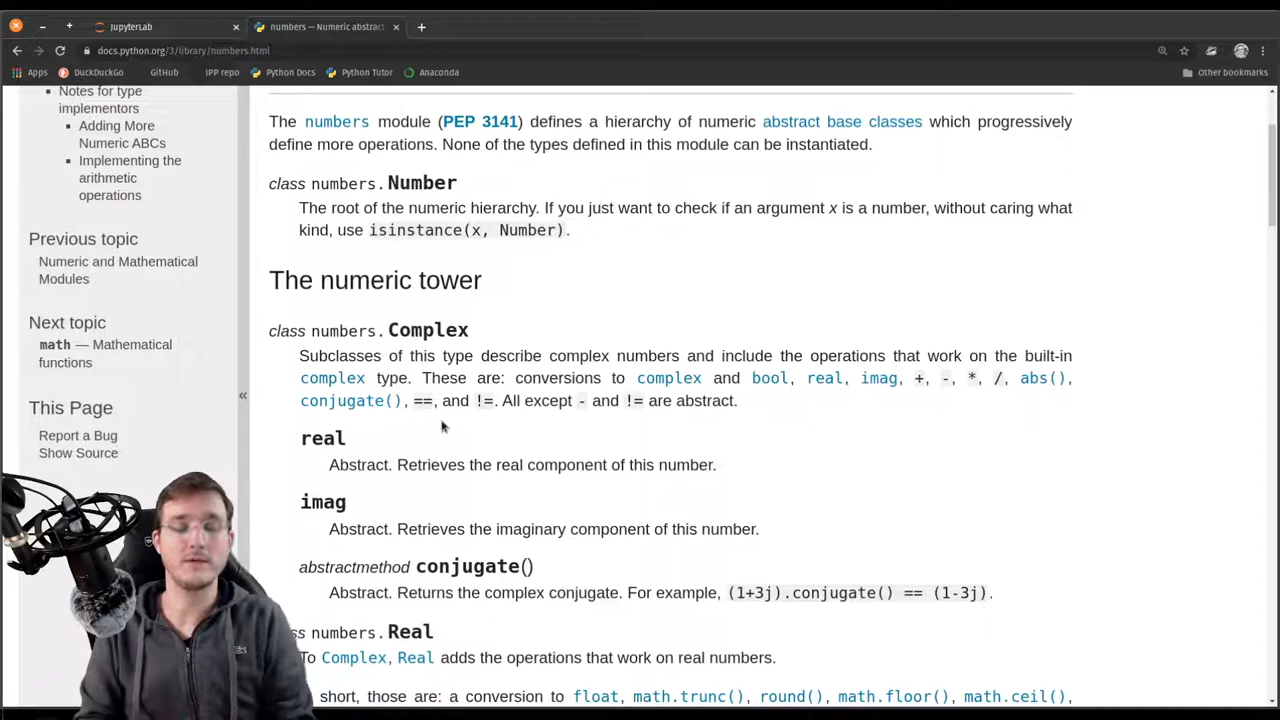 JupyterLab
numbers — Numeric abstract
docs.python.org/3/library/numbers.html
Apps DuckDuckGo GitHub IPP repo Python Docs Python Tutor Anaconda Other bookmarks
Notes for type
implementors
Adding More
Numeric ABCs
Implementing the
arithmetic
operations
Previous topic
Numeric and Mathematical
Modules
Next topic
math — Mathematical
functions
This Page
Report a Bug
Show Source
«
The numbers module (PEP 3141) defines a hierarchy of numeric abstract base classes which progressively
define more operations. None of the types defined in this module can be instantiated.
class numbers.Number
The root of the numeric hierarchy. If you just want to check if an argument x is a number, without caring what
kind, use isinstance(x, Number).
The numeric tower
class numbers.Complex
Subclasses of this type describe complex numbers and include the operations that work on the built-in
complex type. These are: conversions to complex and bool, real, imag, +, -, *, /, abs(),
conjugate(), ==, and !=. All except - and != are abstract.
real
Abstract. Retrieves the real component of this number.
imag
Abstract. Retrieves the imaginary component of this number.
abstractmethod conjugate()
Abstract. Returns the complex conjugate. For example, (1+3j).conjugate() == (1-3j).
ss numbers.Real
To Complex, Real adds the operations that work on real numbers.
short, those are: a conversion to float, math.trunc(), round(), math.floor(), math.ceil(),